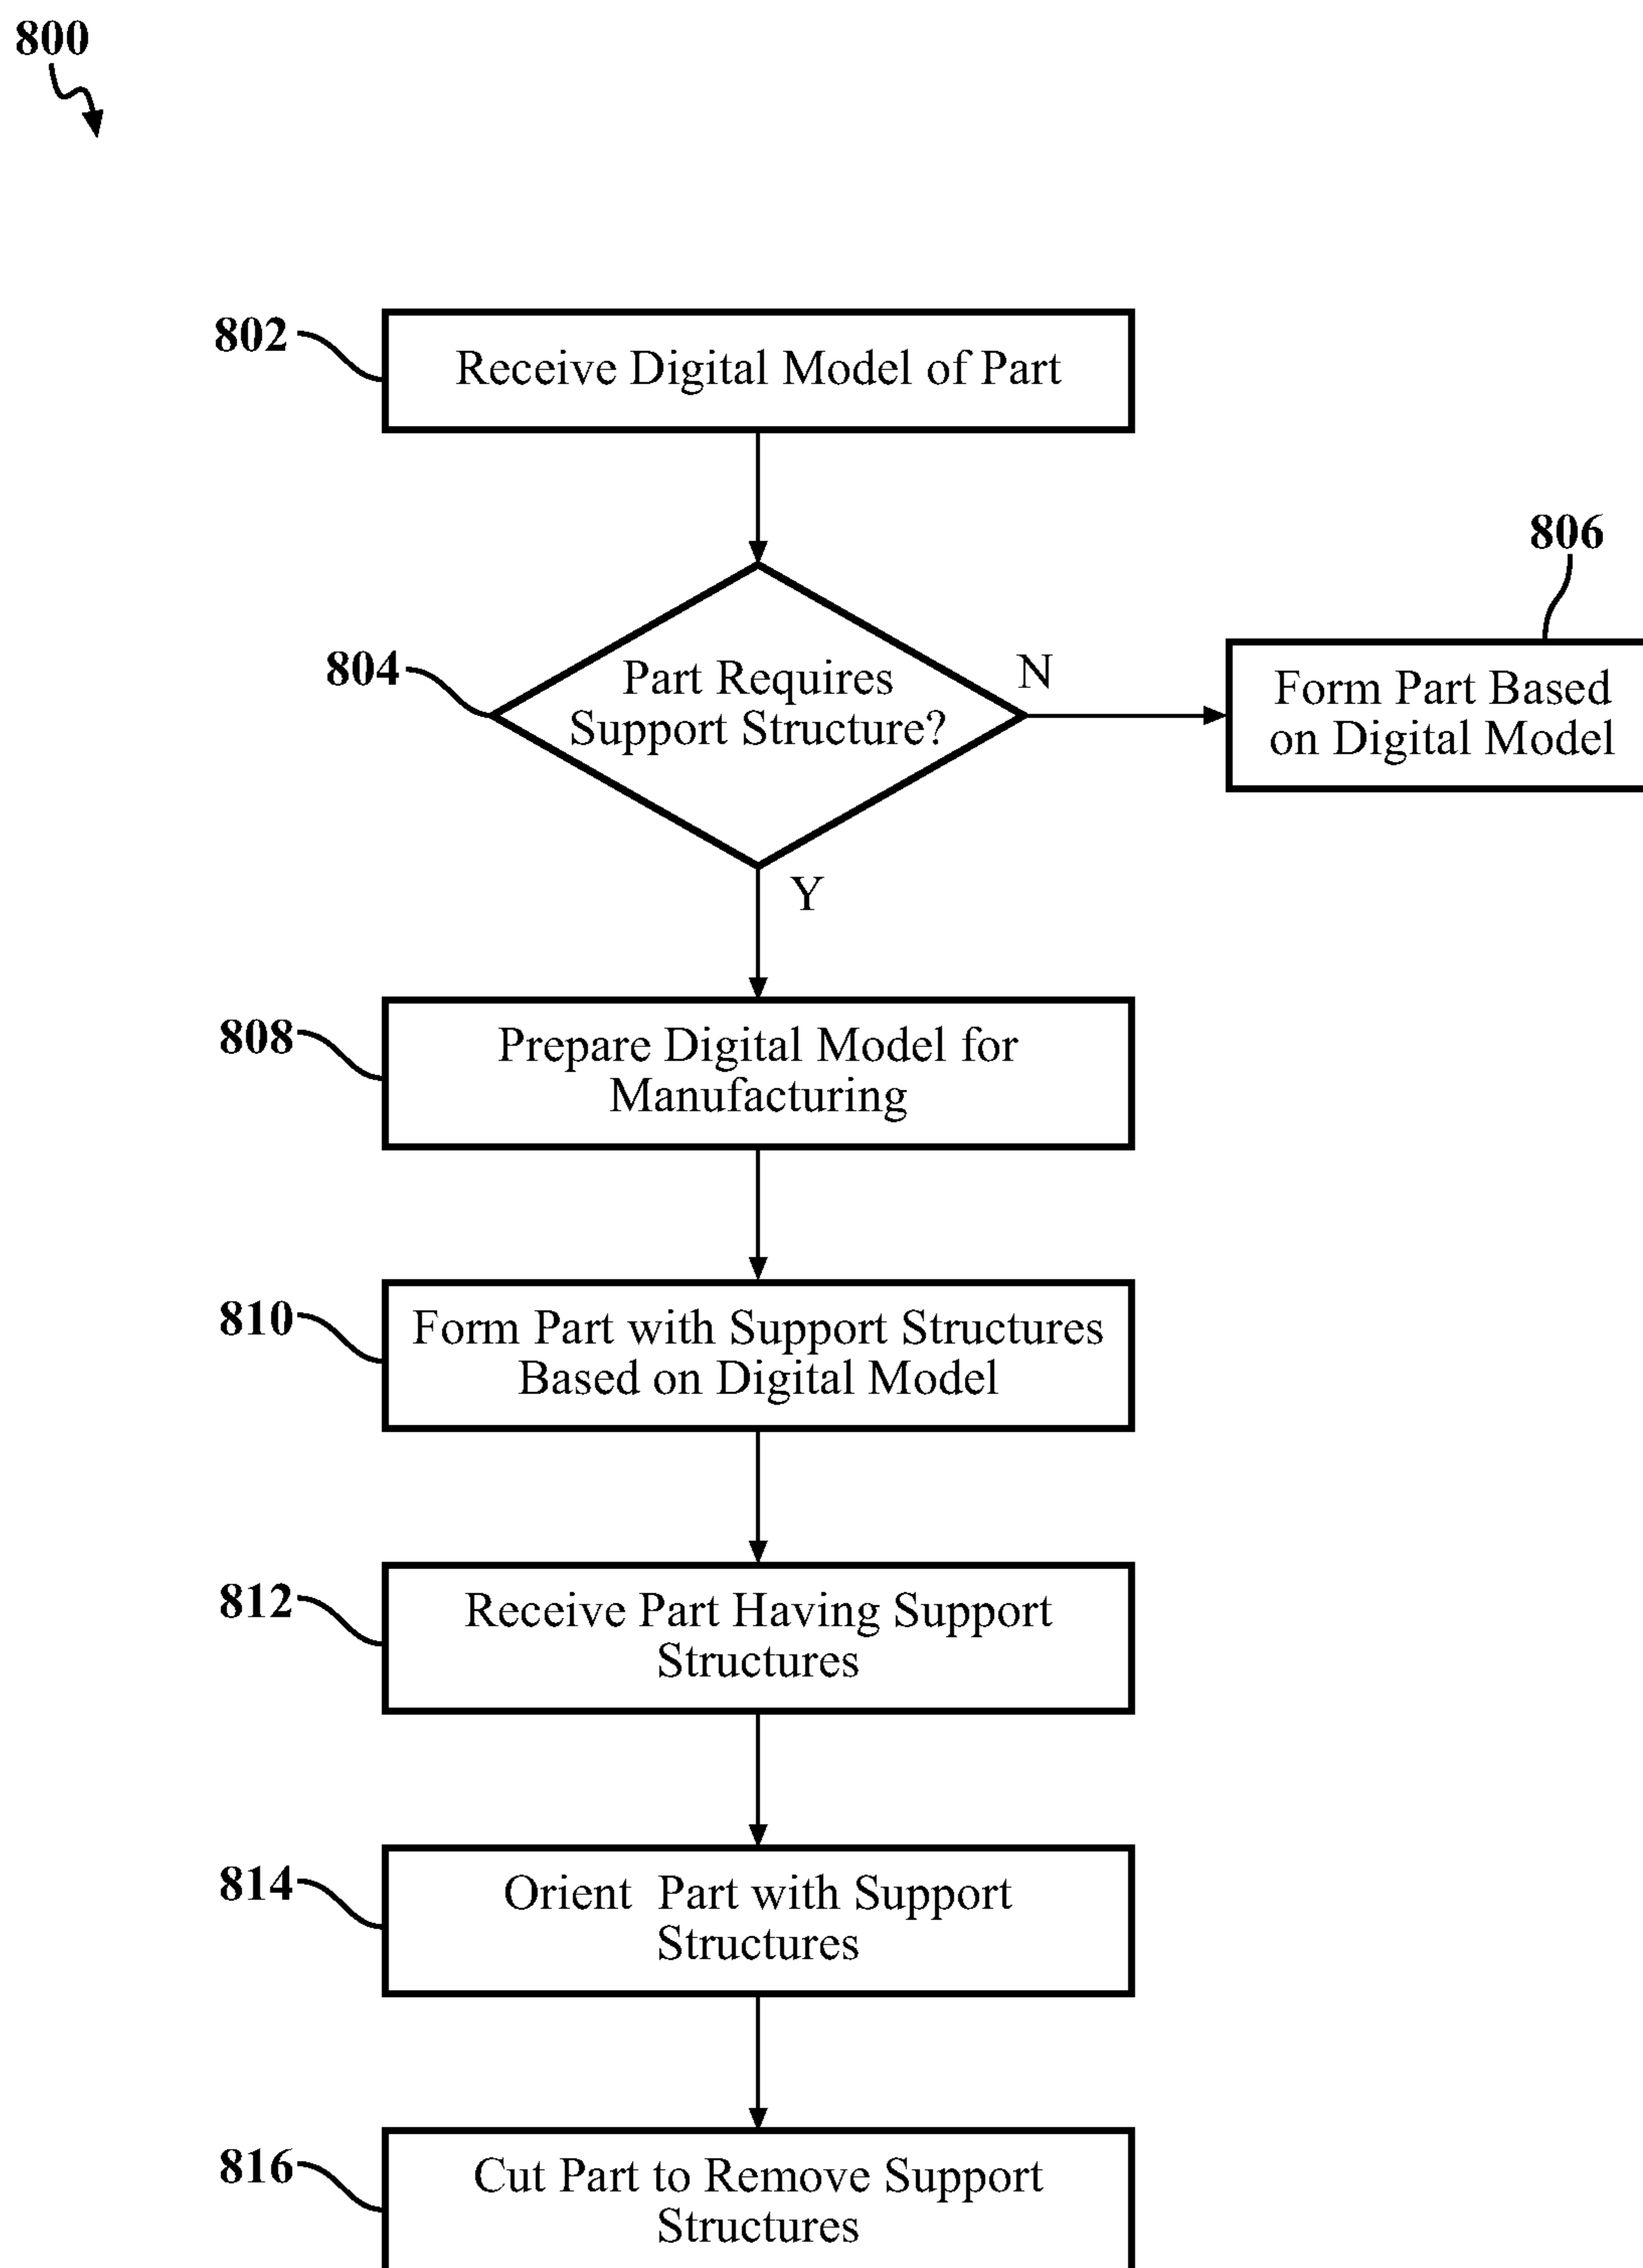 800
802
Receive Digital Model of Part
806
804
Part Requires
Support Structure?
N
Form Part Based
on Digital Model
Y
808
Prepare Digital Model for
Manufacturing
810
Form Part with Support Structures
Based on Digital Model
812
Receive Part Having Support
Structures
814
Orient  Part with Support
Structures
816
Cut Part to Remove Support
Structures